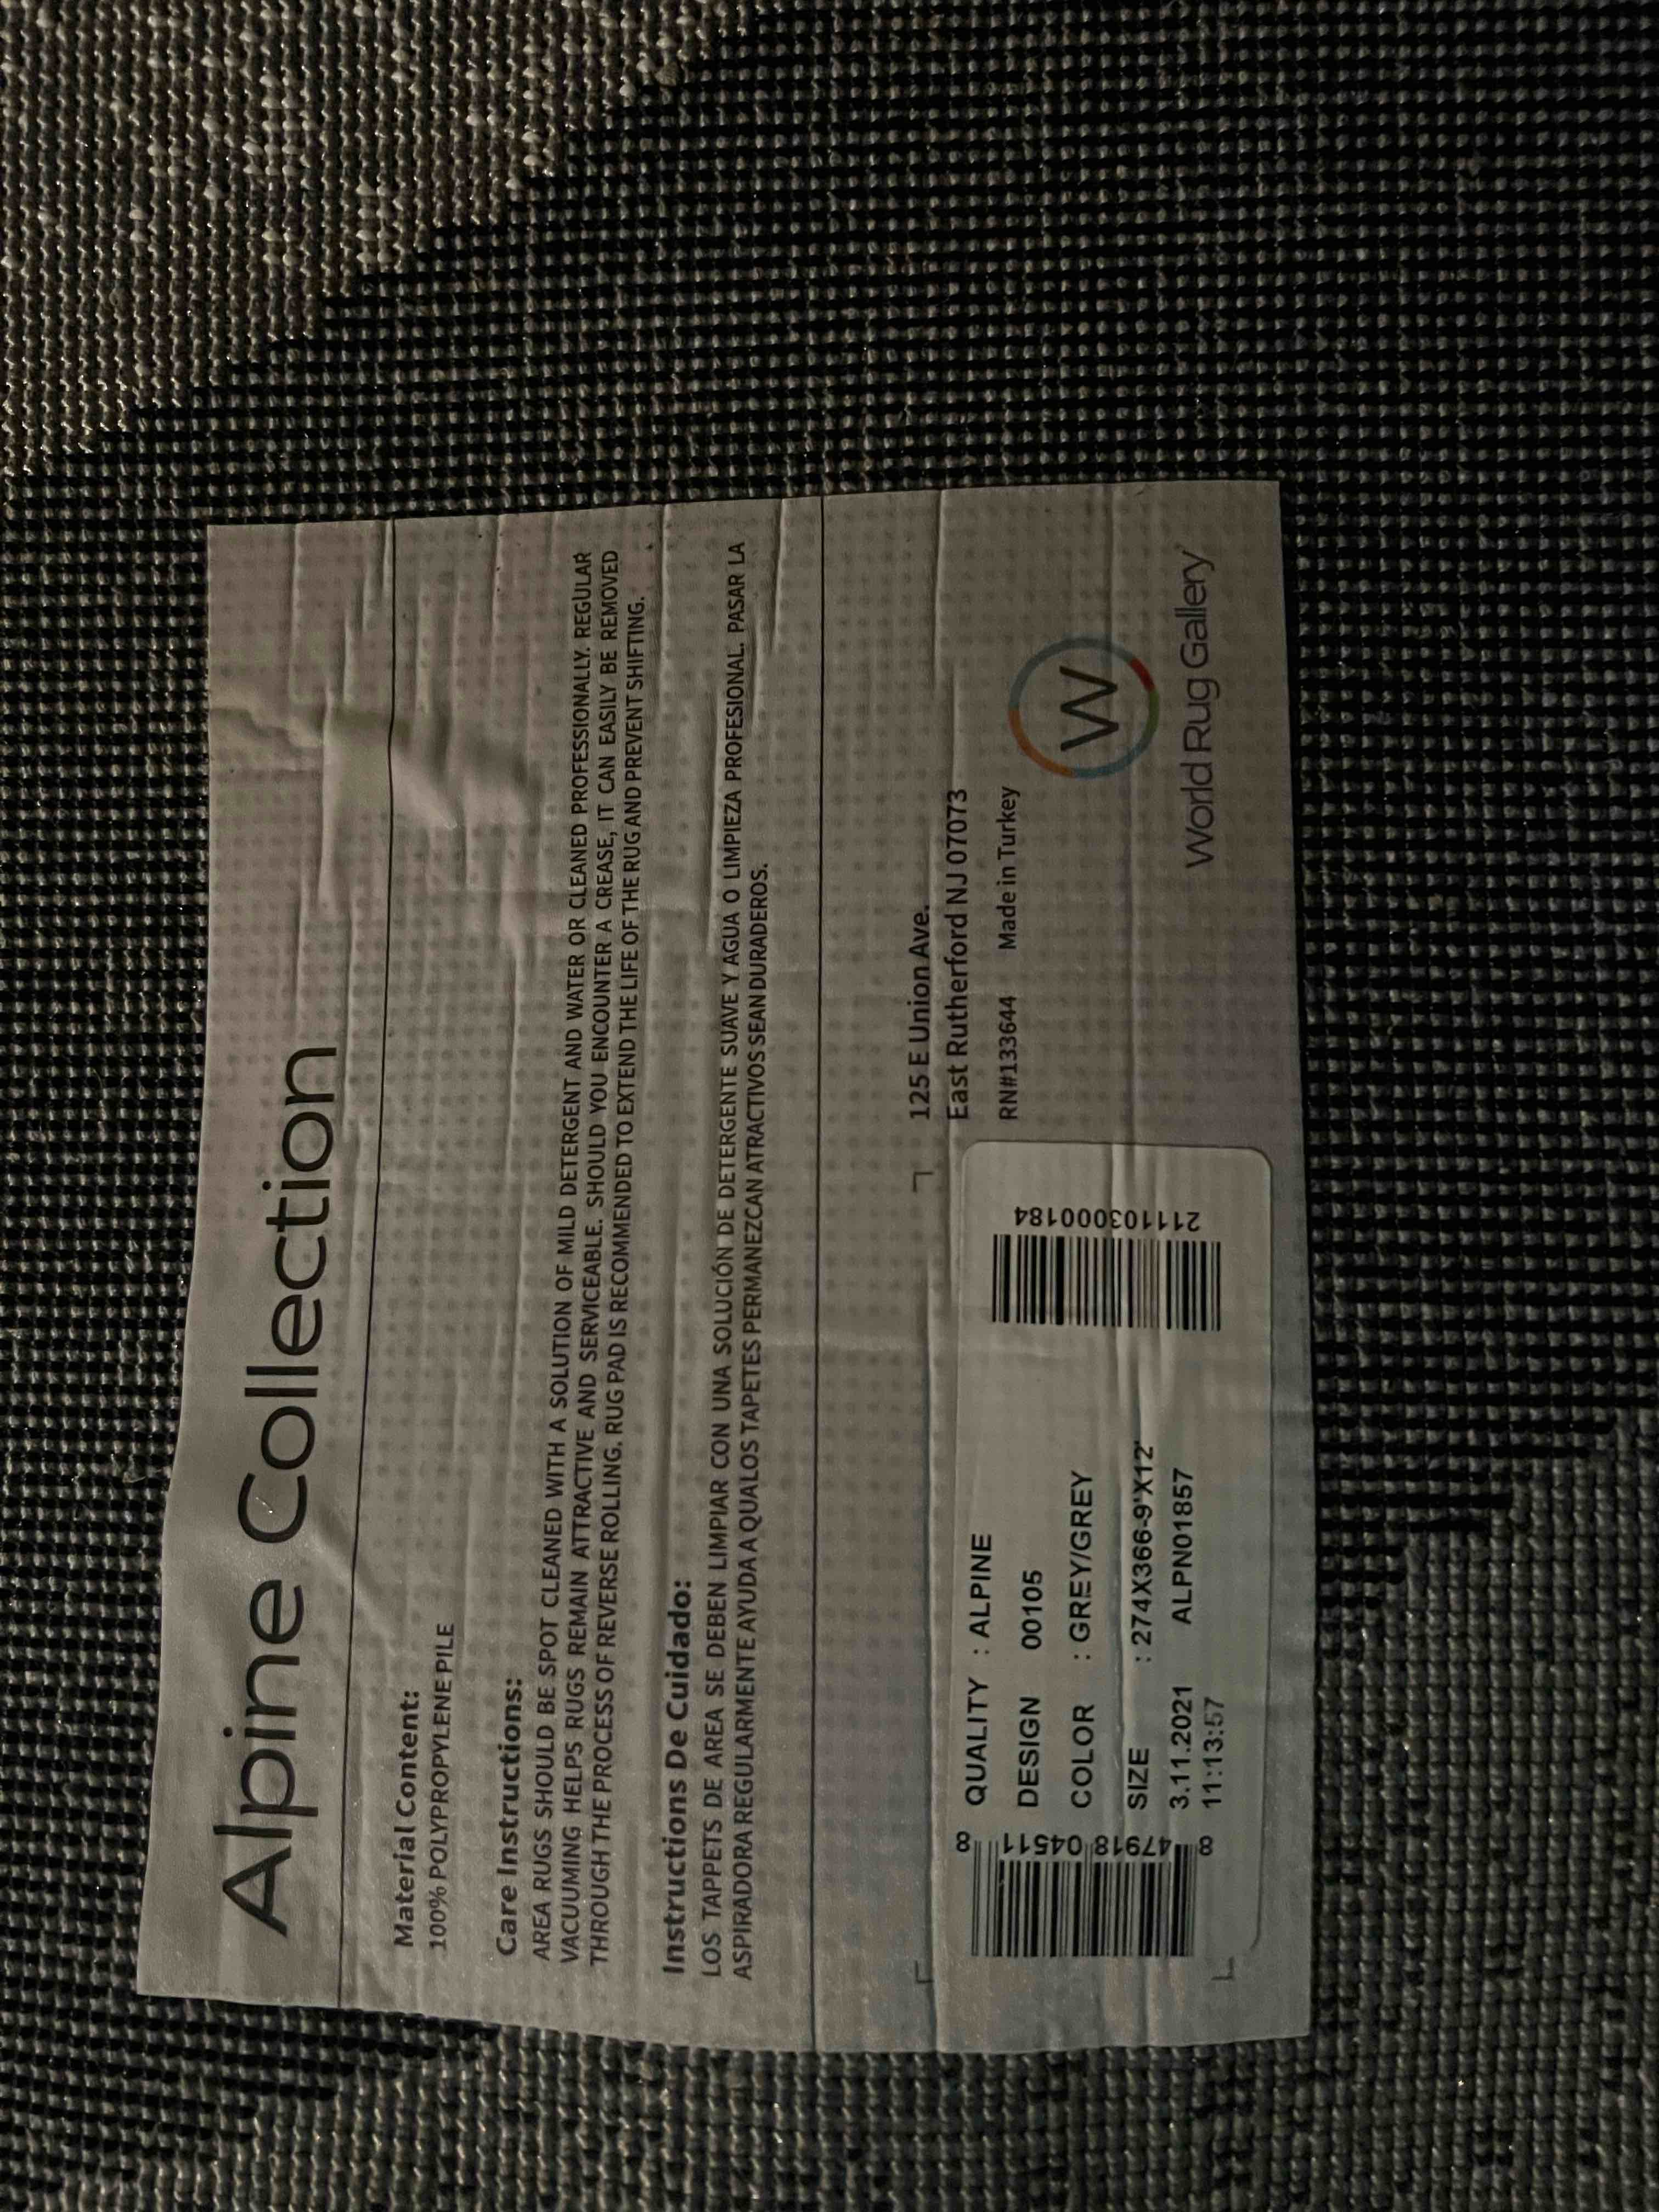 Alpine Collection
Material Content:
100% POLYPROPYLENE PILE
Care Instructions:
AREA RUGS SHOULD BE SPOT CLEANED WITH A SOLUTION OF MILD DETERGENT AND WATER OR CLEANED PROFESSIONALLY. REGULAR
VACUUMING HELPS RUGS REMAIN ATTRACTIVE AND SERVICEABLE. SHOULD YOU ENCOUNTER A CREASE, IT CAN EASILY BE REMOVED
THROUGH THE PROCESS OF REVERSE ROLLING. RUG PAD IS RECOMMENDED TO EXTEND THE LIFE OF THE RUG AND PREVENT SHIFTING.
Instructions De Cuidado:
LOS TAPPETS DE AREA SE DEBEN LIMPIAR CON UNA SOLUCIÓN DE DETERGENTE SUAVE Y AGUA O LIMPIEZA PROFESIONAL. PASAR LA
ASPIRADORA REGULARMENTE AYUDA A QUALOS TAPETES PERMANEZCAN ATRACTIVOS SEAN DURADEROS.
8 47918 04511 8
QUALITY : ALPINE
DESIGN 00105
COLOR : GREY/GREY
SIZE : 274X366-9'X12'
3.11.2021 ALPN01857
11:13:57
211103000184
125 E Union Ave.
East Rutherford NJ 07073
RN#133644 Made in Turkey
W
World Rug Gallery